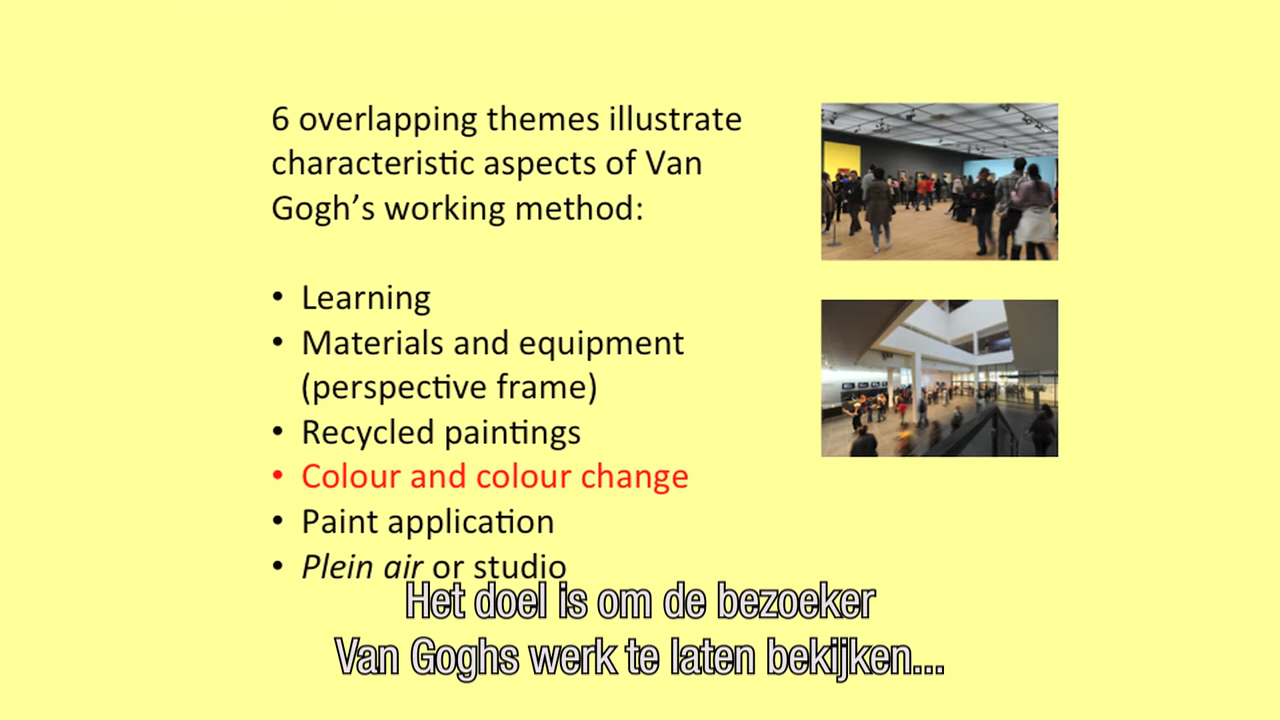 6 overlapping themes illustrate
characteristic aspects of Van
Gogh's working method:
• Learning
• Materials and equipment
(perspective frame)
• Recycled paintings
• Colour and colour change
• Paint application
• Plein air or studio
Het doel is om de bezoeker
Van Goghs werk te laten bekijken...